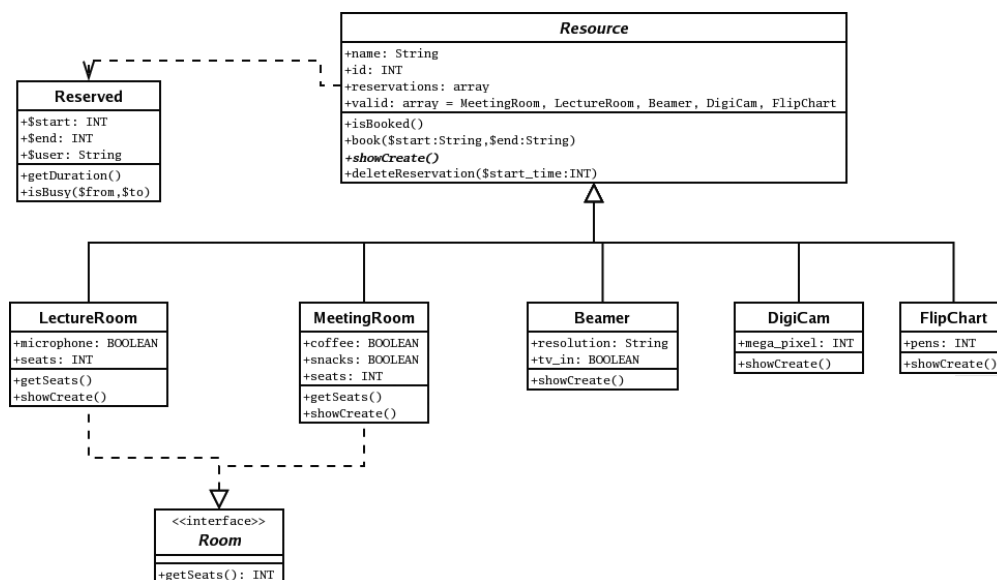 Resource
+name: String
+id: INT
+reservations: array
+valid: array = MeetingRoom, LectureRoom, Beamer, DigiCam, FlipChart
+isBooked()
+book($start:String,$end:String)
+showCreate()
+deleteReservation($start_time:INT)
Reserved
+$start: INT
+$end: INT
+$user: String
+getDuration()
+isBusy($from,$to)
LectureRoom
+microphone: BOOLEAN
+seats: INT
+getSeats()
+showCreate()
MeetingRoom
+coffee: BOOLEAN
+snacks: BOOLEAN
+seats: INT
+getSeats()
+showCreate()
Beamer
+resolution: String
+tv_in: BOOLEAN
+showCreate()
DigiCam
+mega_pixel: INT
+showCreate()
FlipChart
+pens: INT
+showCreate()
<<interface>>
Room
+getSeats(): INT